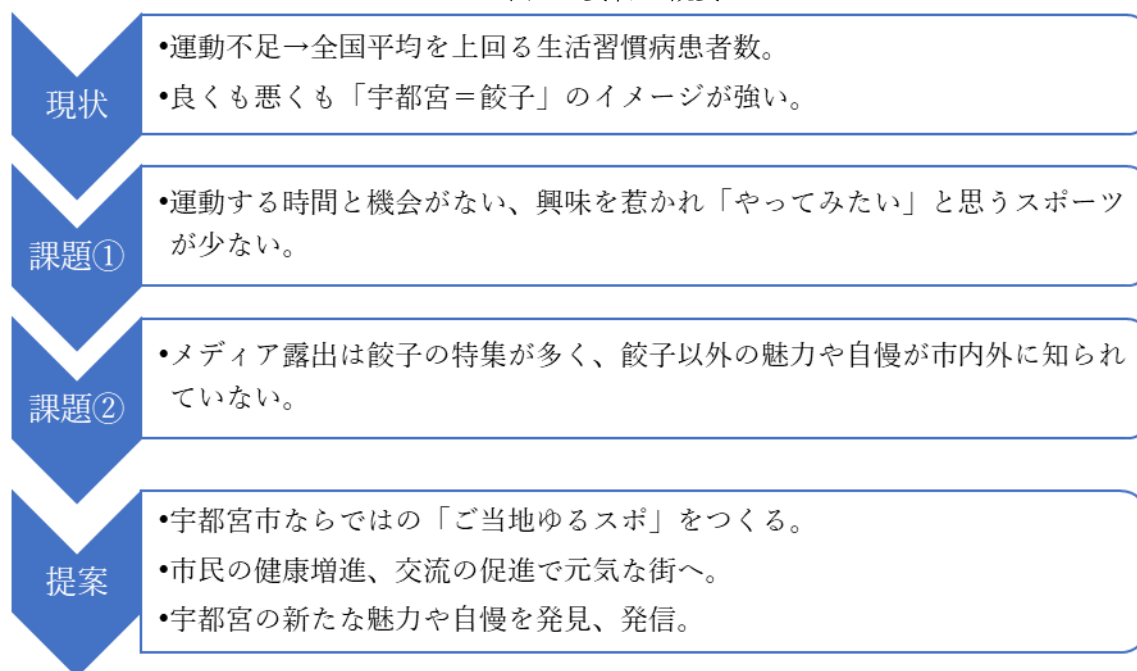 現状
•運動不足→全国平均を上回る生活習慣病患者数。
•良くも悪くも「宇都宮＝餃子」のイメージが強い。
課題①
•運動する時間と機会がない、興味を惹かれ「やってみたい」と思うスポーツ
が少ない。
課題②
•メディア露出は餃子の特集が多く、餃子以外の魅力や自慢が市内外に知られ
ていない。
提案
•宇都宮市ならではの「ご当地ゆるスポ」をつくる。
•市民の健康増進、交流の促進で元気な街へ。
•宇都宮の新たな魅力や自慢を発見、発信。